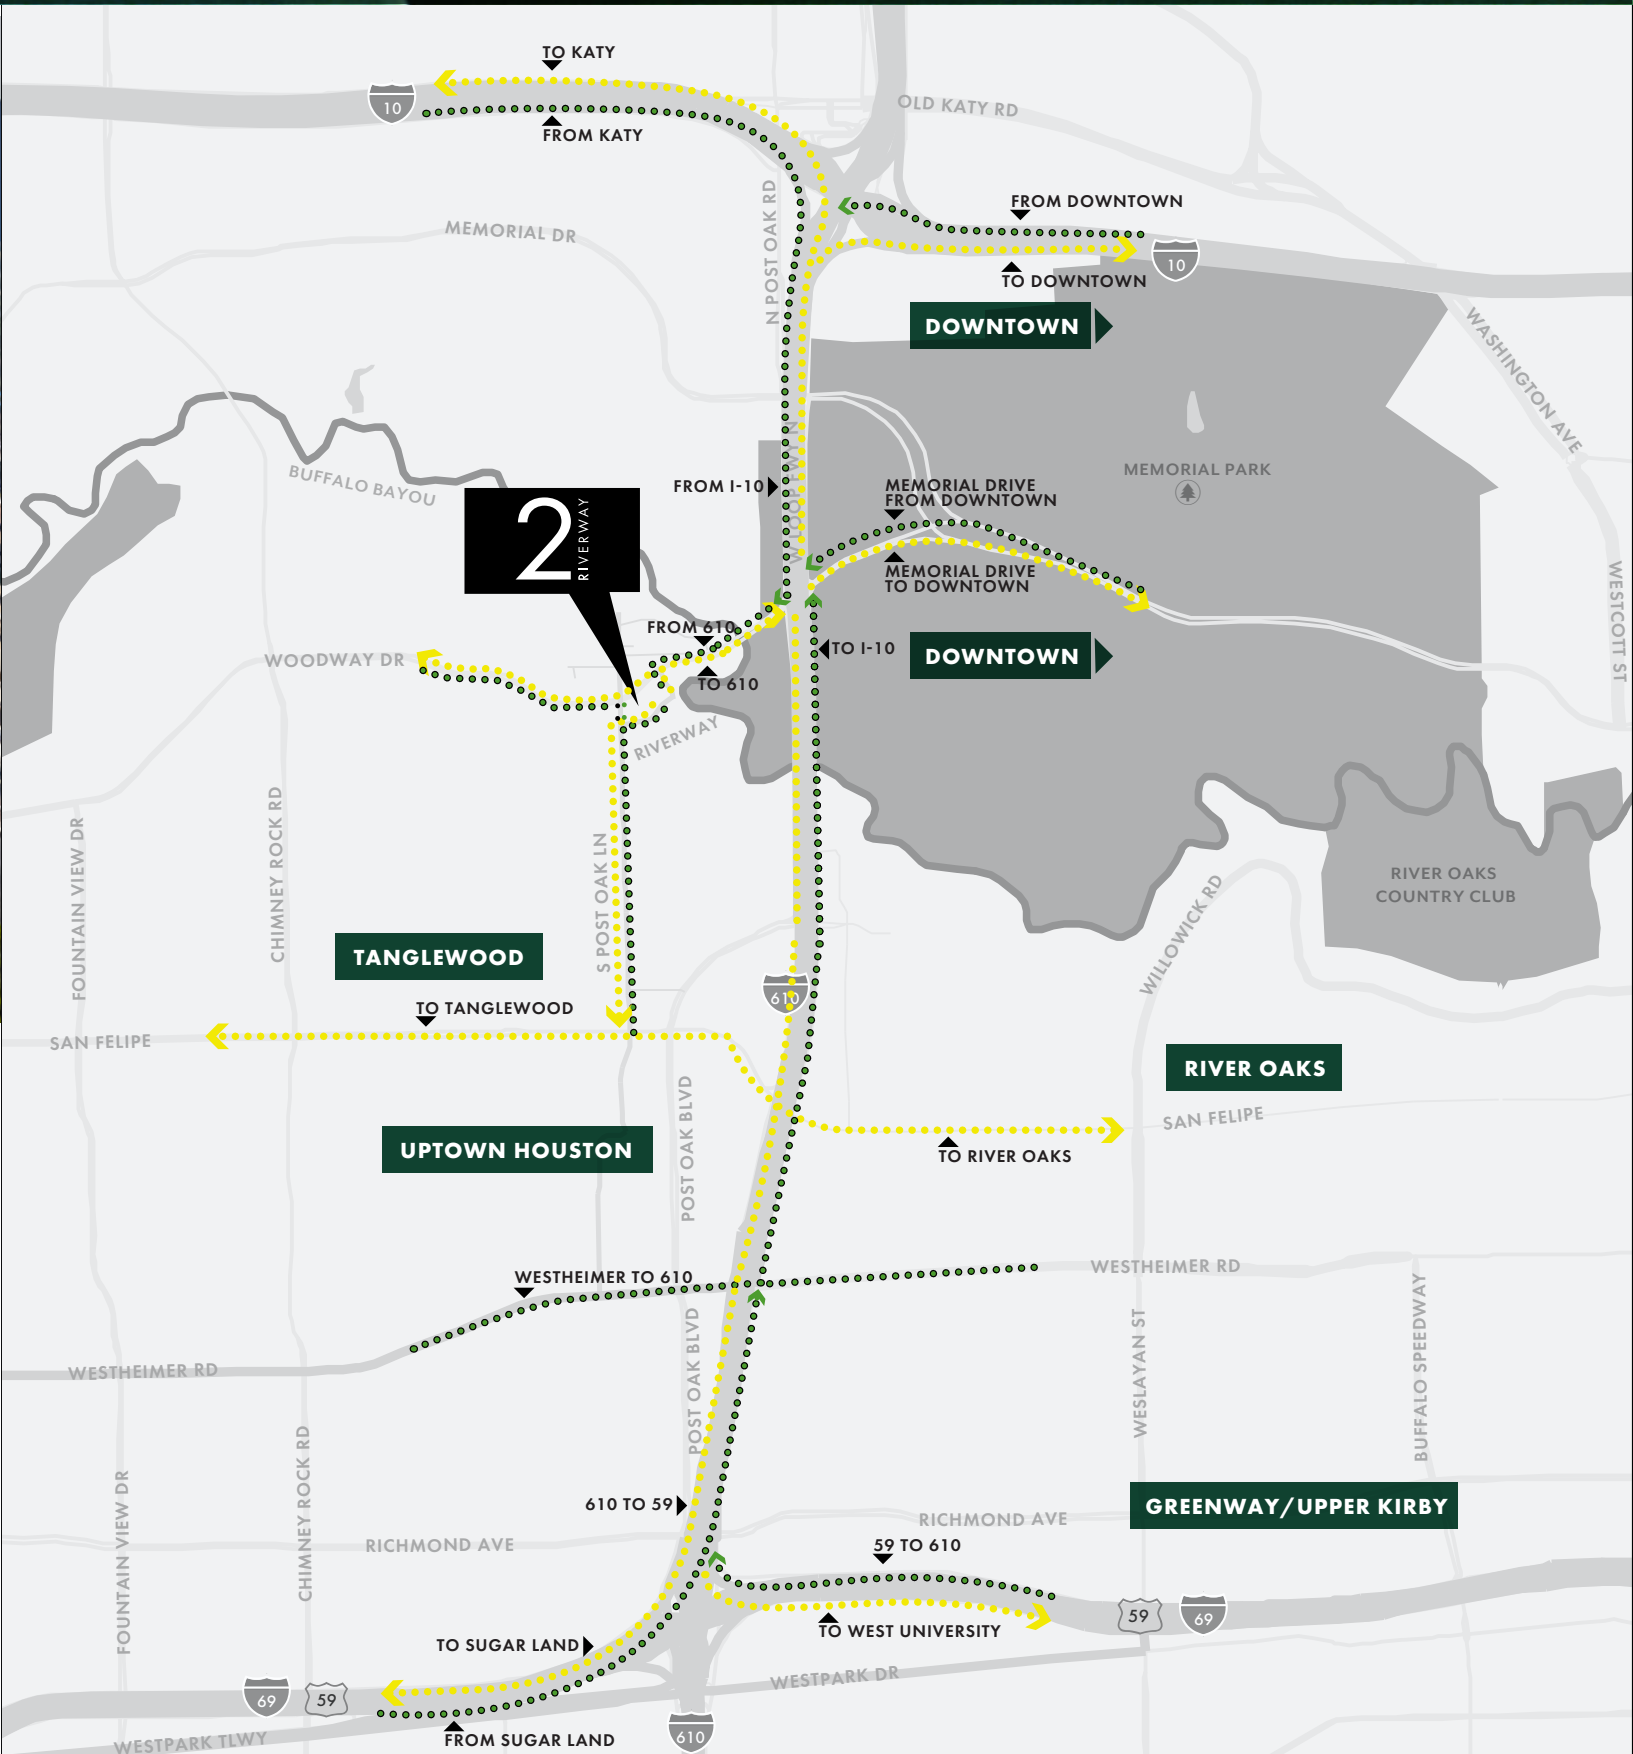 TO KATY
10
FROM KATY
OLD KATY RD
N POST OAK RD
FROM DOWNTOWN
MEMORIAL DR
10
TO DOWNTOWN
DOWNTOWN
WASHINGTON AVE
W LOOP FWY N
MEMORIAL PARK
BUFFALO BAYOU
FROM I-10
MEMORIAL DRIVE
FROM DOWNTOWN
2
RIVERWAY
MEMORIAL DRIVE
TO DOWNTOWN
WESTCOTT ST
FROM 610
WOODWAY DR
TO I-10
DOWNTOWN
TO 610
RIVERWAY
FOUNTAIN VIEW DR
CHIMNEY ROCK RD
S POST OAK LN
RIVER OAKS
COUNTRY CLUB
WILLOWICK RD
TANGLEWOOD
610
TO TANGLEWOOD
SAN FELIPE
RIVER OAKS
POST OAK BLVD
SAN FELIPE
UPTOWN HOUSTON
TO RIVER OAKS
WESTHEIMER TO 610
WESTHEIMER RD
POST OAK BLVD
WESLAYAN ST
BUFFALO SPEEDWAY
WESTHEIMER RD
FOUNTAIN VIEW DR
CHIMNEY ROCK RD
610 TO 59
GREENWAY/UPPER KIRBY
RICHMOND AVE
RICHMOND AVE
59 TO 610
59
69
TO WEST UNIVERSITY
TO SUGAR LAND
WESTPARK DR
69
59
610
FROM SUGAR LAND
WESTPARK TLWY